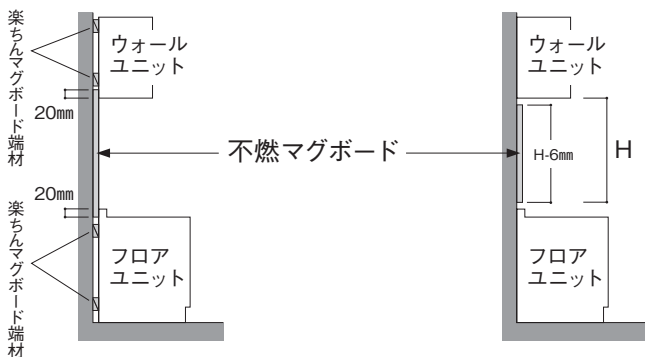 楽ちんマグボード端材
ウォール
ユニット
20㎜
不燃マグボード
20㎜
楽ちんマグボード端材
フロア
ユニット
ウォール
ユニット
H-6㎜
H
フロア
ユニット